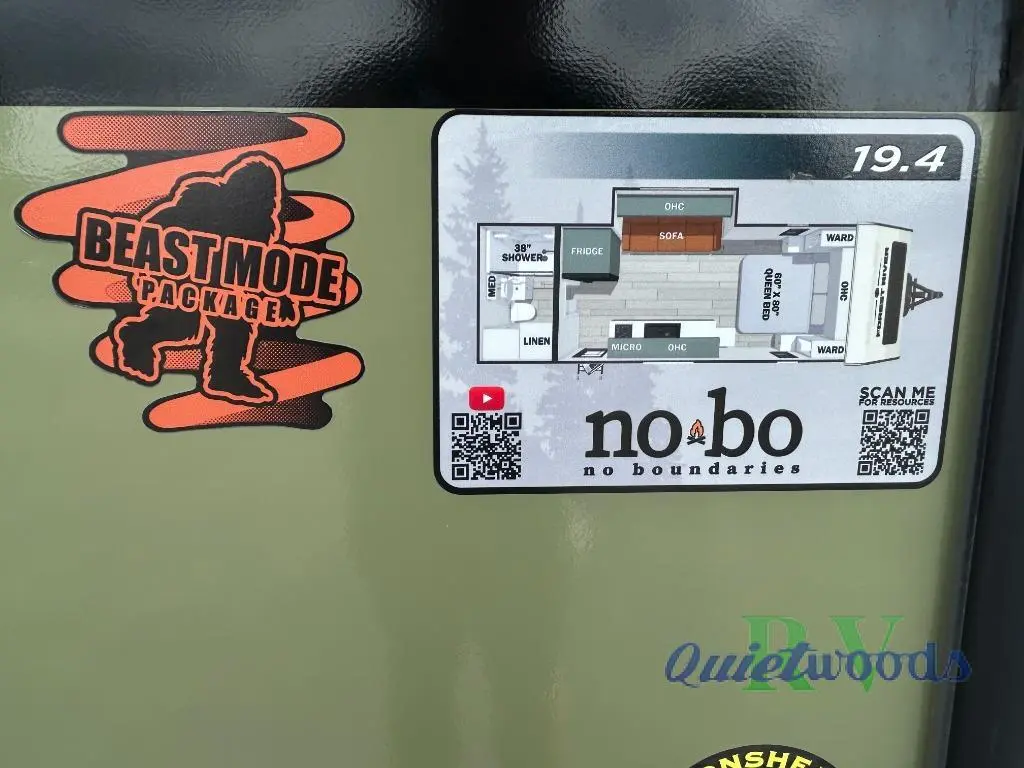 BEAST MODE
PACKAGE
19.4
OHC
SOFA
FRIDGE
38"
SHOWER
MED
LINEN
MICRO
OHC
60" X 80"
QUEEN BED
WARD
OHC
WARD
FOREST RIVER
SCAN ME
FOR RESOURCES
no bo
no boundaries
RV
Quietwoods